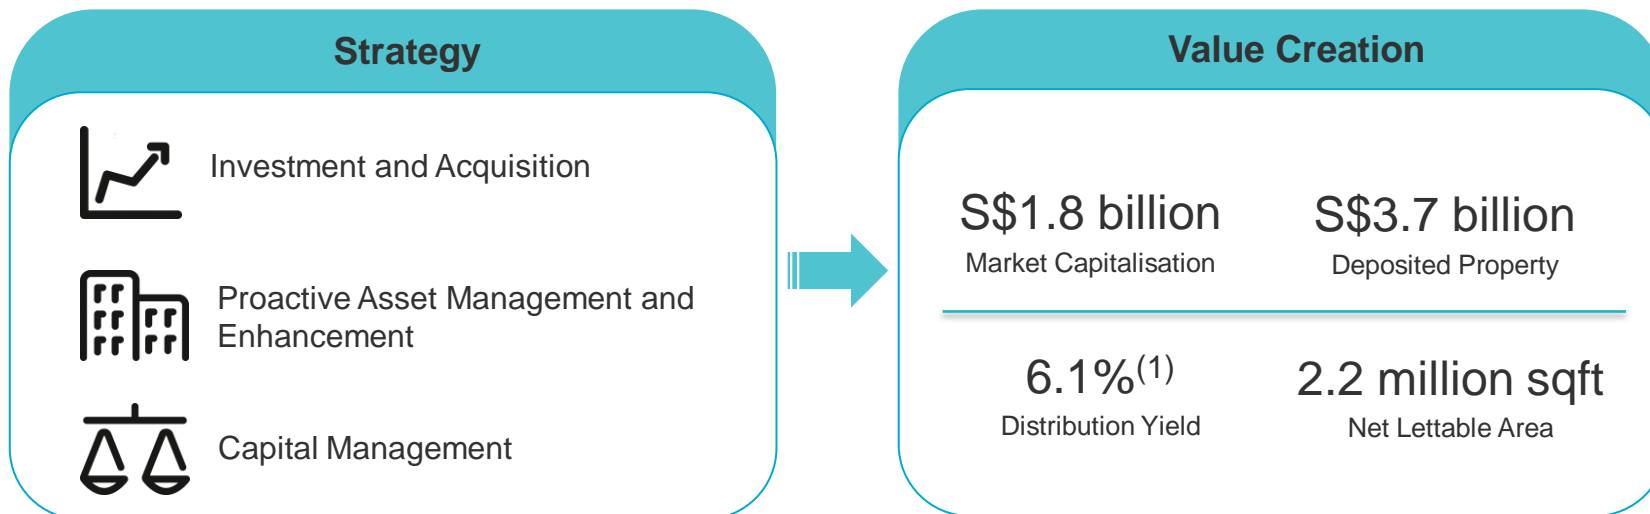 Strategy
Investment and Acquisition
Proactive Asset Management and
Enhancement
Capital Management
Value Creation
S$1.8 billion
Market Capitalisation
S$3.7 billion
Deposited Property
6.1%(1)
Distribution Yield
2.2 million sqft
Net Lettable Area